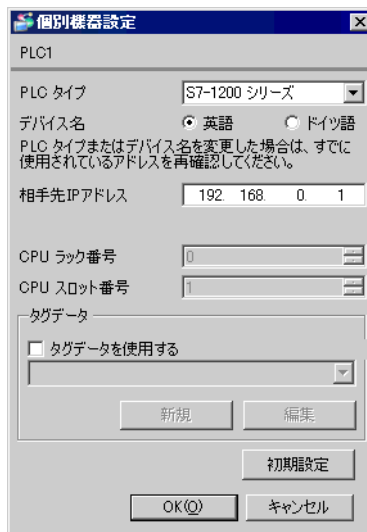 個別機器設定
PLC1
PLC タイプ S7-1200 シリーズ
デバイス名 英語 ドイツ語
PLC タイプまたはデバイス名を変更した場合は、すでに
使用されているアドレスを再確認してください。
相手先IPアドレス 192. 168. 0. 1
CPU ラック番号 0
CPU スロット番号 1
タグデータ
タグデータを使用する
新規 編集
初期設定
OK(O) キャンセル